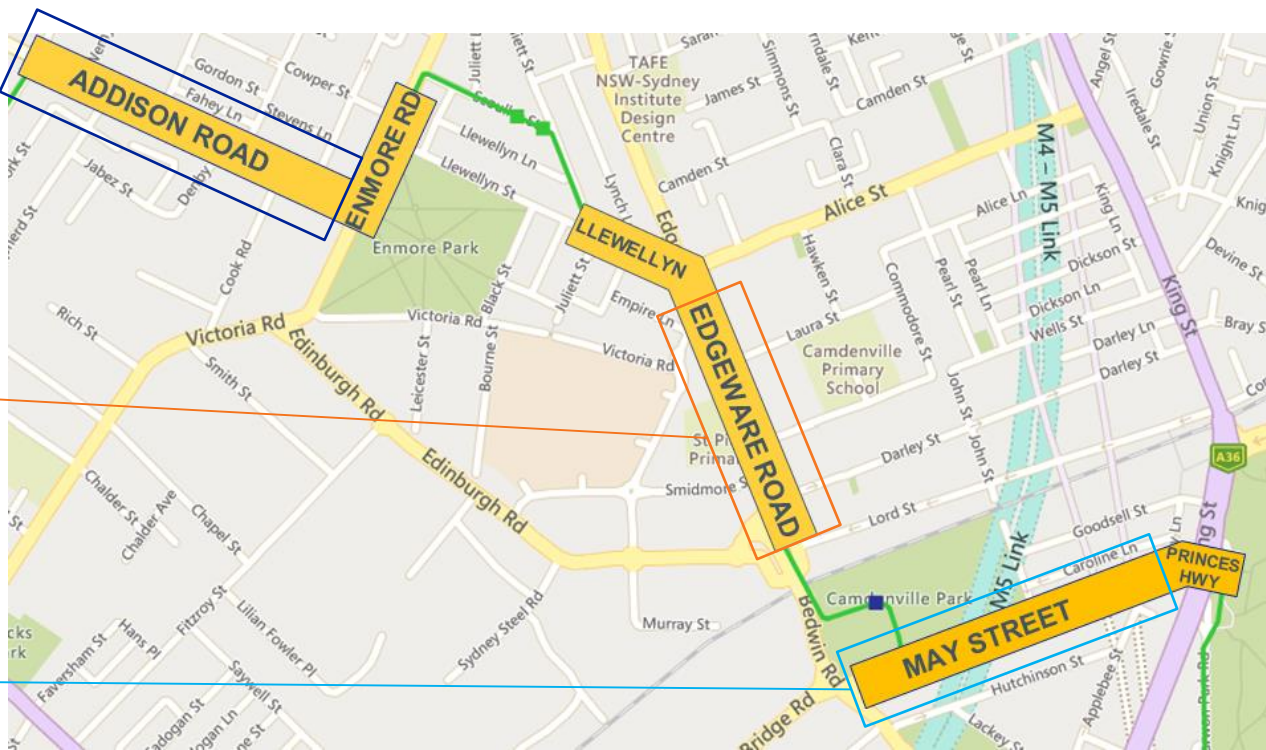 ADDISON ROAD
ENMORE RD
LLEWELLYN
EDGEWARE ROAD
MAY STREET
PRINCES
HWY
Gordon St
Cowper St
Fahey Ln
Stevens Ln
Jabez St
Denby
Cook Rd
Juliett St
Llewellyn Ln
Llewellyn St
Enmore Park
TAFE
NSW-Sydney
Institute
Design
Centre
James St
Simmons St
Camden St
Clara St
Camden St
Lynch
Alice St
Alice Ln
M4 – M5 Link
Angel St
Gowrie
Iredale St
Union St
Knight Ln
King Ln
Devine St
King St
Dickson St
Dickson Ln
Wells St
Bray S
Darley Ln
Darley St
Pearl St
Pearl Ln
Hawken St
Commodore St
Laura St
Camdenville
Primary
School
John St
John St
Victoria Rd
Victoria Rd
Victoria Rd
Rich St
Smith St
Edinburgh Rd
Edinburgh Rd
Leicester St
Bourne St
Black St
Juliett St
Empire Ln
Smidmore
Darley St
Lord St
A36
Goodsell St
Caroline Ln
M5 Link
Camdenville Park
Bedwin Rd
Murray St
Chalder St
Chalder Ave
Chapel St
Fitzroy St
Lilian Fowler Pl
Hans Pl
Faversham St
Saywell St
Sydney Steel Rd
Hutchinson St
Applebee St
Lackey St
Bridge Rd